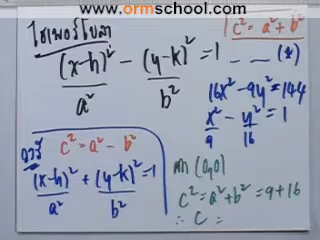 www.ormschool.com
ไฮเพอร์โบลา
c² = a² + b²
(x-h)²/a² - (y-k)²/b² = 1 -- (*)
16x² - 9y² = 144
x²/9 - y²/16 = 1
วงรี c² = a² - b²
(x-h)²/a² + (y-k)²/b² = 1
(0,0)
c² = a² + b² = 9 + 16
∴ c =